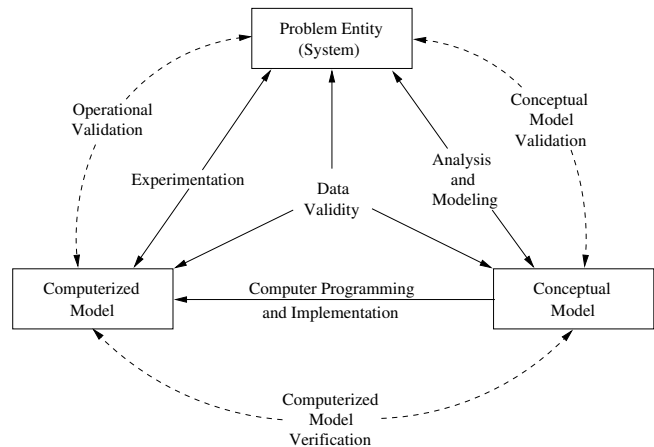 Problem Entity
(System)
Operational
Validation
Conceptual
Model
Validation
Experimentation
Analysis
and
Modeling
Data
Validity
Computerized
Model
Computer Programming
and Implementation
Conceptual
Model
Computerized
Model
Verification